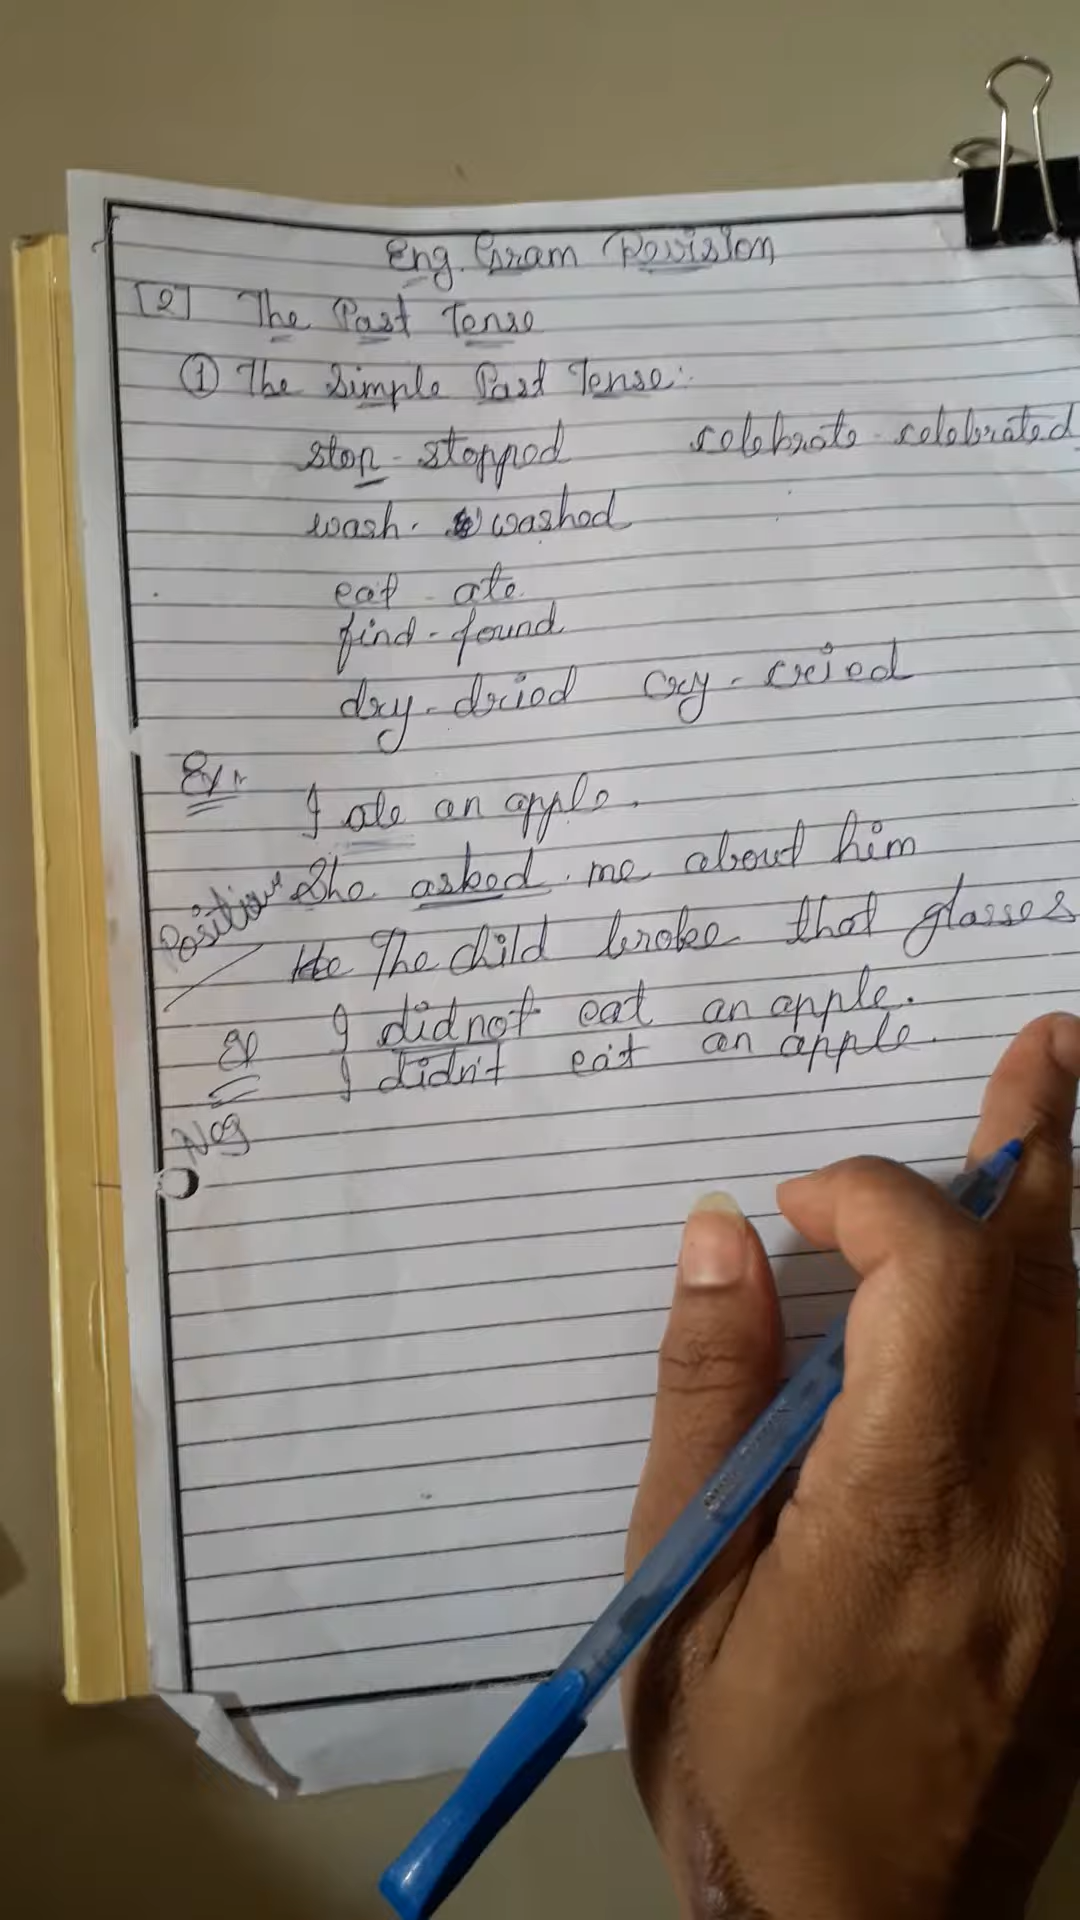 Eng. Gram Revision
[2] The Past Tense
① The Simple Past Tense:
stop - stopped celebrate - celebrated
wash - washed
eat - ate
find - found
dry - dried cry - cried
Ex:
I ate an apple.
Positive She asked me about him
He The child broke that glasses
Ex I did not eat an apple.
I didn't eat an apple.
Neg